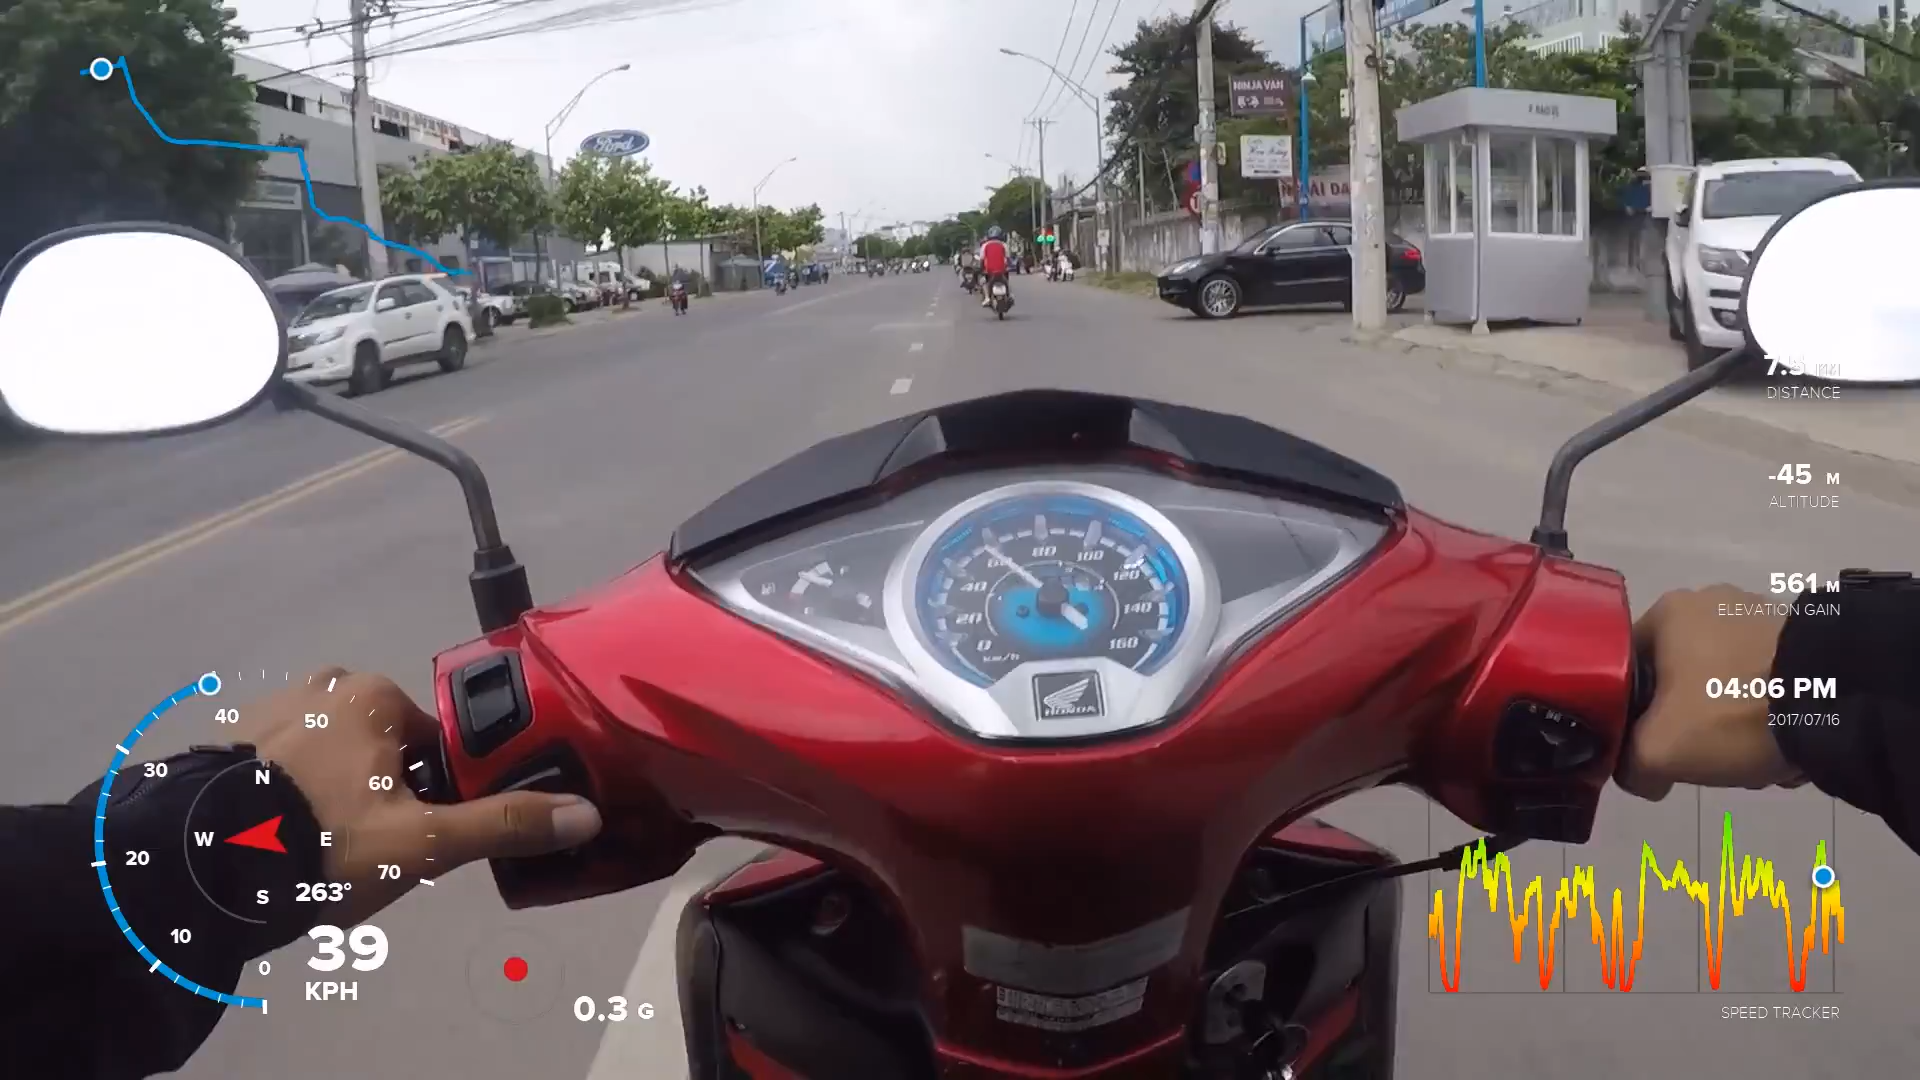 Ford
NINJA VAN
DISTANCE
-45 M
ALTITUDE
561 M
ELEVATION GAIN
04:06 PM
2017/07/16
0
20
40
60
80
100
120
140
160
km/h
HONDA
0
10
20
30
40
50
60
70
N
W E
S
263°
39
KPH
0.3 G
SPEED TRACKER